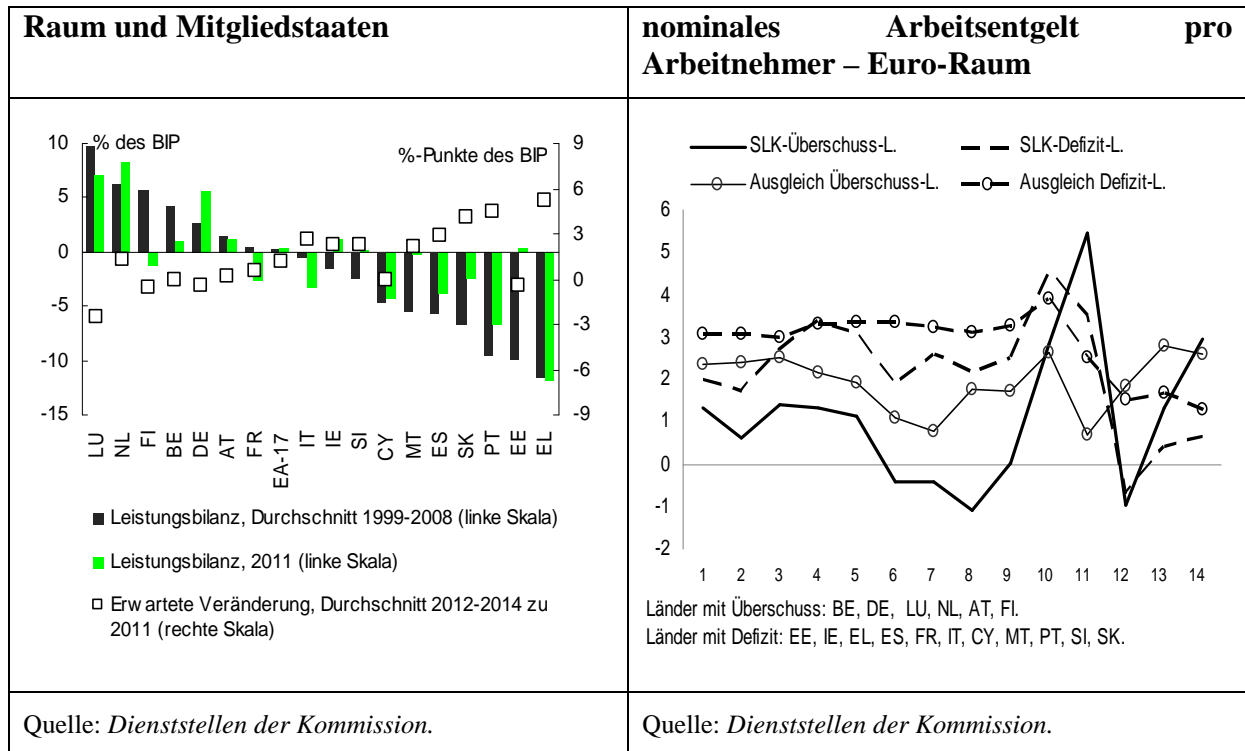 Raum und Mitgliedstaaten
nominales Arbeitsentgelt pro
Arbeitnehmer – Euro-Raum
% des BIP
%-Punkte des BIP
10
5
0
-5
-10
-15
9
6
3
0
-3
-6
-9
LU
NL
FI
BE
DE
AT
FR
EA-17
IT
IE
SI
CY
MT
ES
SK
PT
EE
EL
Leistungsbilanz, Durchschnitt 1999-2008 (linke Skala)
Leistungsbilanz, 2011 (linke Skala)
Erwartete Veränderung, Durchschnitt 2012-2014 zu
2011 (rechte Skala)
SLK-Überschuss-L. SLK-Defizit-L.
Ausgleich Überschuss-L. Ausgleich Defizit-L.
6
5
4
3
2
1
0
-1
-2
1 2 3 4 5 6 7 8 9 10 11 12 13 14
Länder mit Überschuss: BE, DE, LU, NL, AT, FI.
Länder mit Defizit: EE, IE, EL, ES, FR, IT, CY, MT, PT, SI, SK.
Quelle: Dienststellen der Kommission.
Quelle: Dienststellen der Kommission.